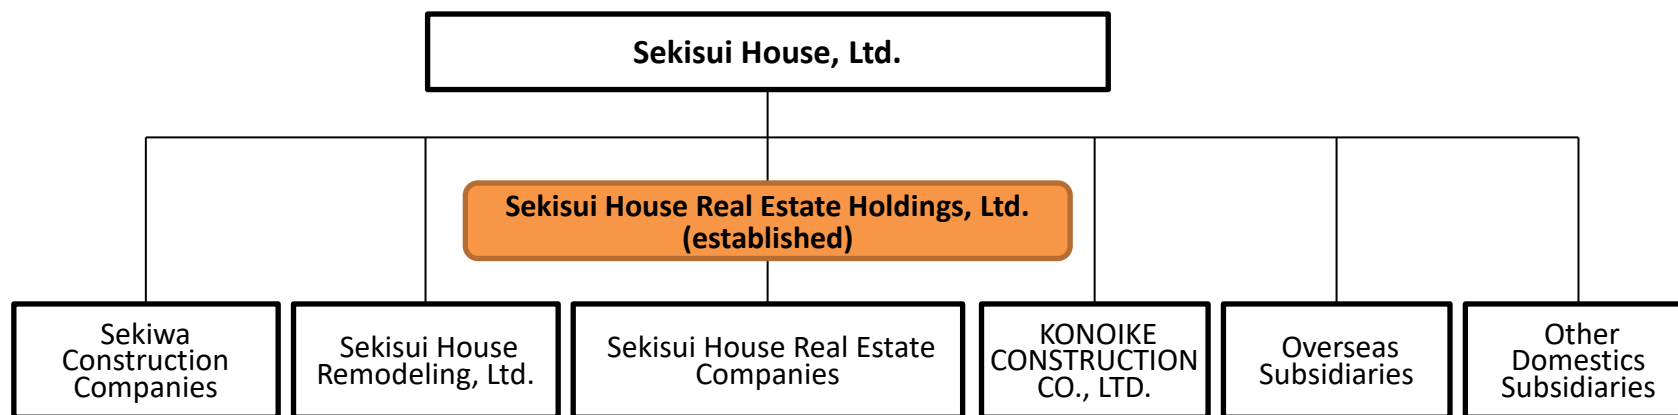 Sekisui House, Ltd.
Sekisui House Real Estate Holdings, Ltd.
(established)
Sekiwa
Construction
Companies
Sekisui House
Remodeling, Ltd.
Sekisui House Real Estate
Companies
KONOIKE
CONSTRUCTION
CO., LTD.
Overseas
Subsidiaries
Other
Domestics
Subsidiaries